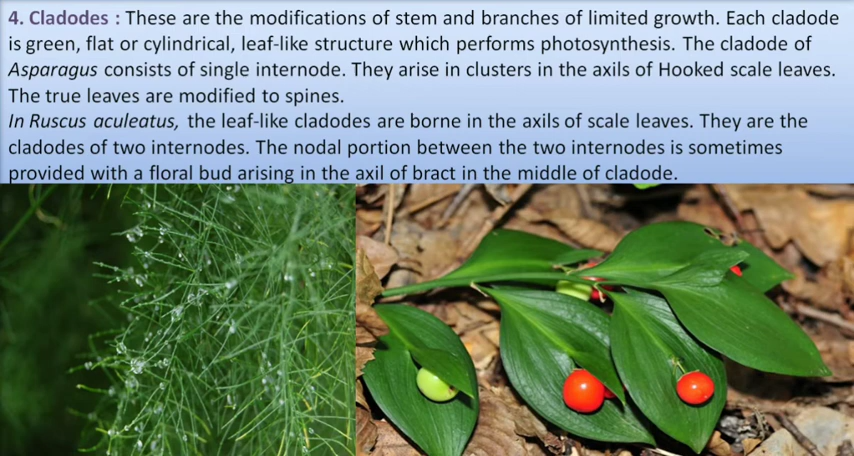 4. Cladodes : These are the modifications of stem and branches of limited growth. Each cladode
is green, flat or cylindrical, leaf-like structure which performs photosynthesis. The cladode of
Asparagus consists of single internode. They arise in clusters in the axils of Hooked scale leaves.
The true leaves are modified to spines.
In Ruscus aculeatus, the leaf-like cladodes are borne in the axils of scale leaves. They are the
cladodes of two internodes. The nodal portion between the two internodes is sometimes
provided with a floral bud arising in the axil of bract in the middle of cladode.